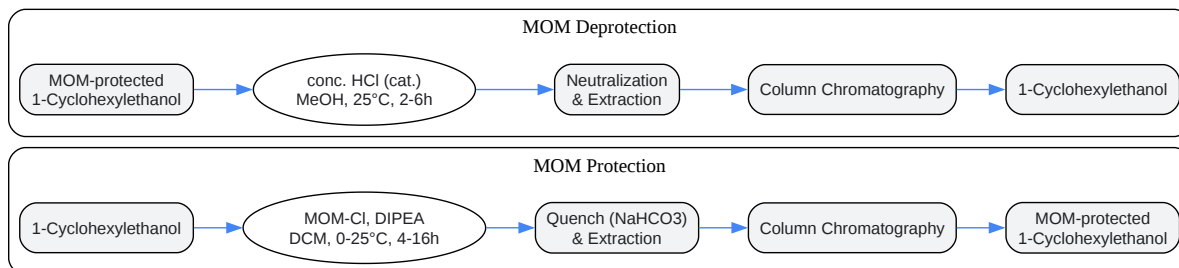 MOM Deprotection
MOM-protected
1-Cyclohexylethanol
conc. HCl (cat.)
MeOH, 25°C, 2-6h
Neutralization
& Extraction
Column Chromatography
1-Cyclohexylethanol
MOM Protection
1-Cyclohexylethanol
MOM-Cl, DIPEA
DCM, 0-25°C, 4-16h
Quench (NaHCO3)
& Extraction
Column Chromatography
MOM-protected
1-Cyclohexylethanol